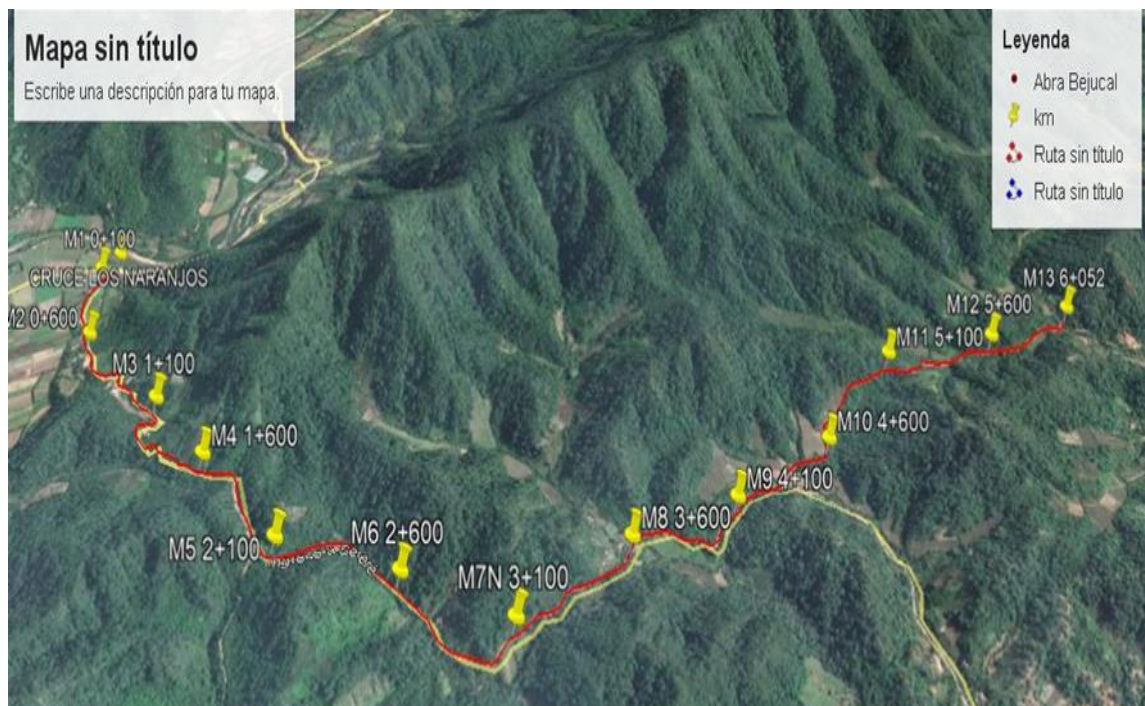 Mapa sin título
Escribe una descripción para tu mapa.
Leyenda
Abra Bejucal
km
Ruta sin título
Ruta sin título
M1 0+100
CRUCE LOS NARANJOS
M2 0+600
M3 1+100
M4 1+600
M5 2+100
M6 2+600
M7N 3+100
M8 3+600
M9 4+100
M10 4+600
M11 5+100
M12 5+600
M13 6+052